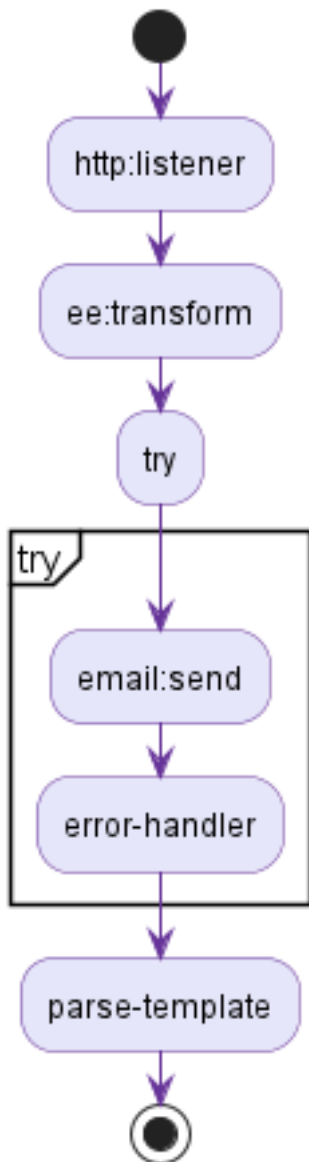 http:listener
ee:transform
try
try
email:send
error-handler
parse-template